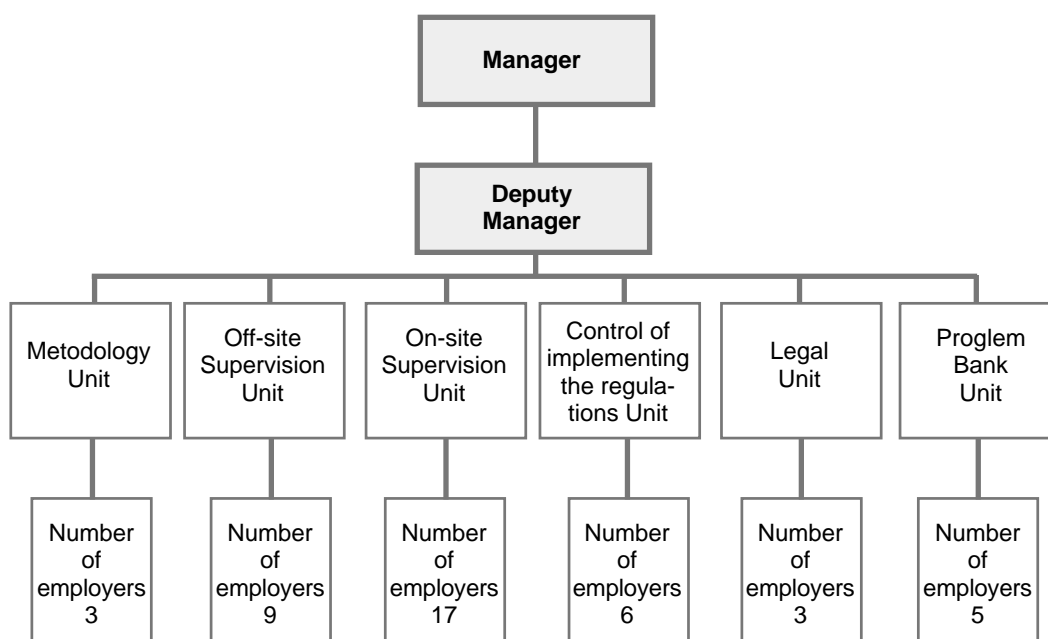 Manager
Deputy
Manager
Metodology
Unit
Off-site
Supervision
Unit
On-site
Supervision
Unit
Control of
implementing
the regula-
tions Unit
Legal
Unit
Proglem
Bank
Unit
Number
of
employers
3
Number
of
employers
9
Number
of
employers
17
Number
of
employers
6
Number
of
employers
3
Number
of
employers
5